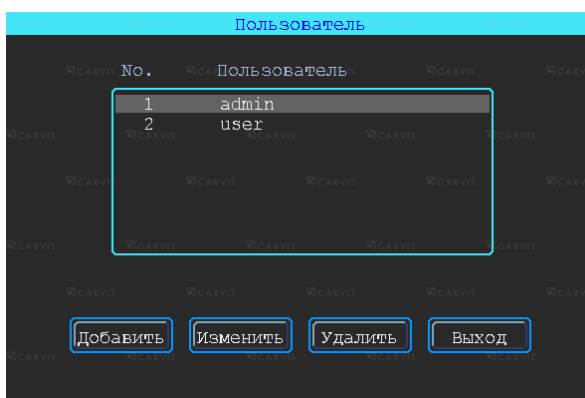 Пользователь
No. Пользователь
1 admin
2 user
Добавить Изменить Удалить Выход